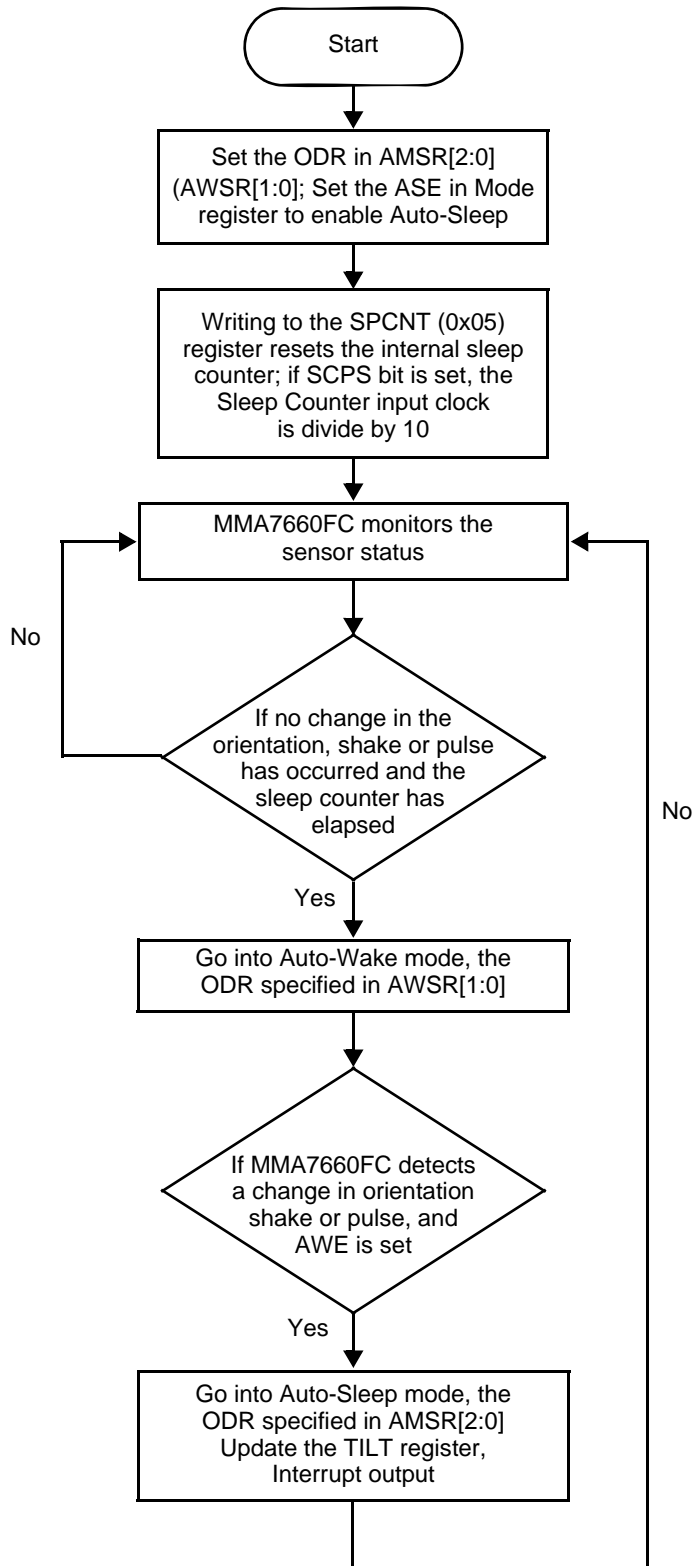 Start
Set the ODR in AMSR[2:0]
(AWSR[1:0]; Set the ASE in Mode
register to enable Auto-Sleep
Writing to the SPCNT (0x05)
register resets the internal sleep
counter; if SCPS bit is set, the
Sleep Counter input clock
is divide by 10
MMA7660FC monitors the
sensor status
No
If no change in the
orientation, shake or pulse
has occurred and the
sleep counter has
elapsed
No
Yes
Go into Auto-Wake mode, the
ODR specified in AWSR[1:0]
If MMA7660FC detects
a change in orientation
shake or pulse, and
AWE is set
Yes
Go into Auto-Sleep mode, the
ODR specified in AMSR[2:0]
Update the TILT register,
Interrupt output